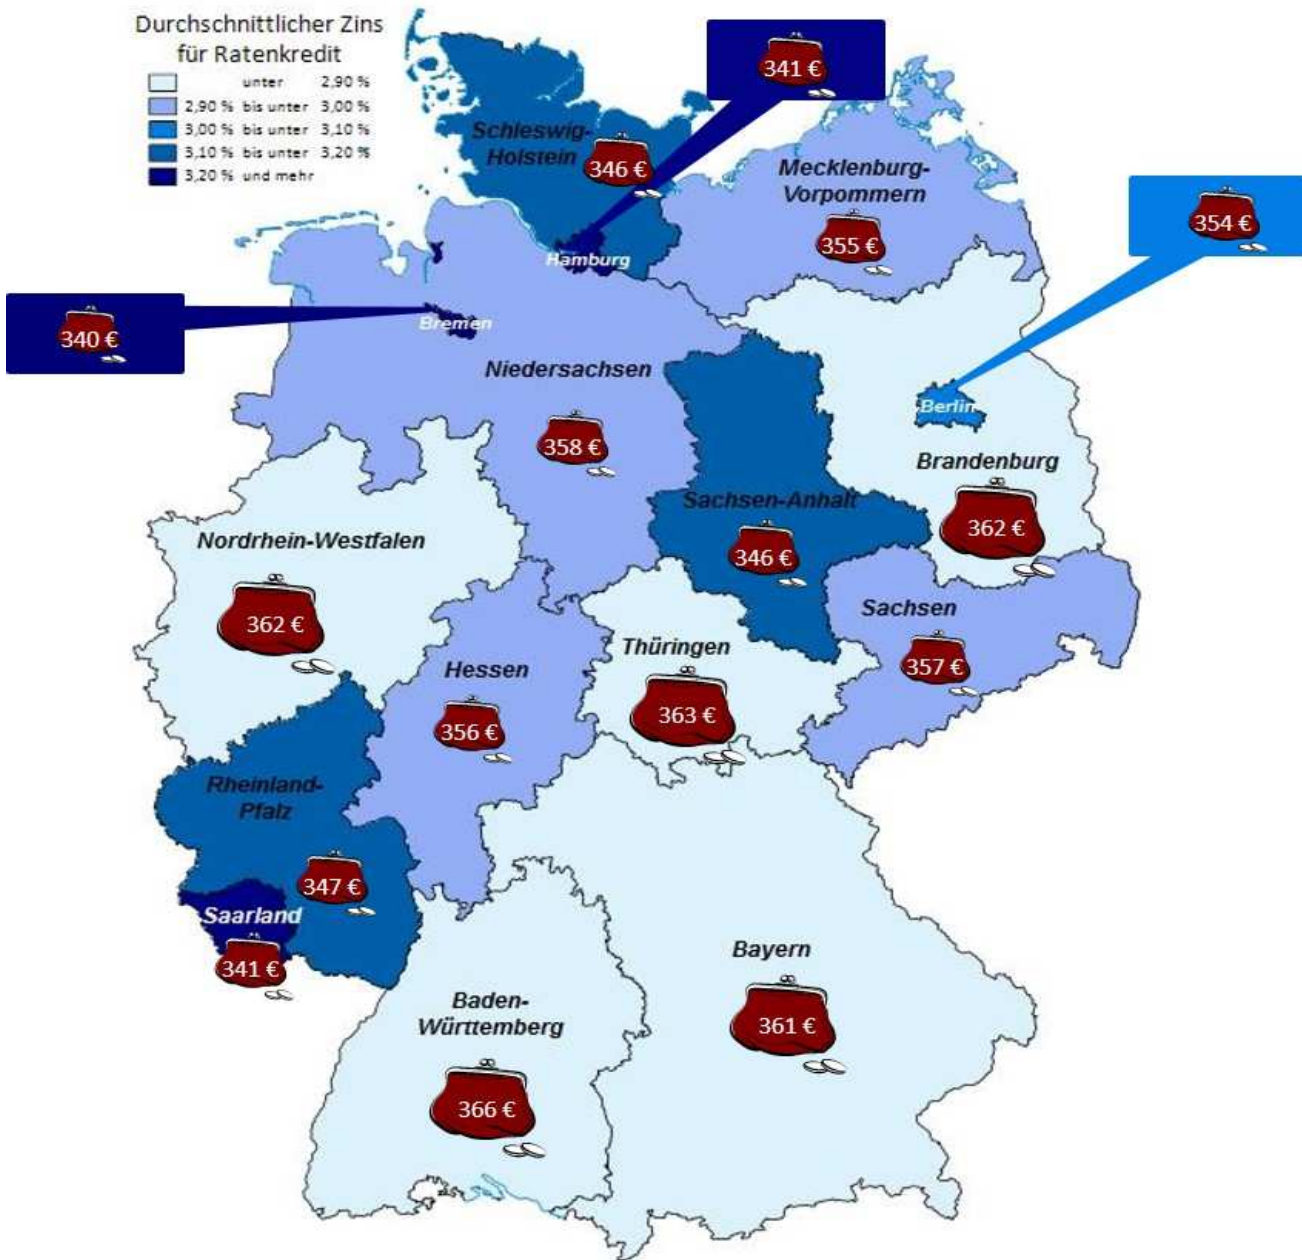 Durchschnittlicher Zins
für Ratenkredit
unter 2,90 %
2,90 % bis unter 3,00 %
3,00 % bis unter 3,10 %
3,10 % bis unter 3,20 %
3,20 % und mehr
341 €
Schleswig-
Holstein
346 €
Mecklenburg-
Vorpommern
355 €
354 €
Hamburg
340 €
Bremen
Niedersachsen
358 €
Berlin
Brandenburg
362 €
Sachsen-Anhalt
346 €
Nordrhein-Westfalen
362 €
Sachsen
357 €
Thüringen
363 €
Hessen
356 €
Rheinland-
Pfalz
347 €
Saarland
341 €
Bayern
361 €
Baden-
Württemberg
366 €